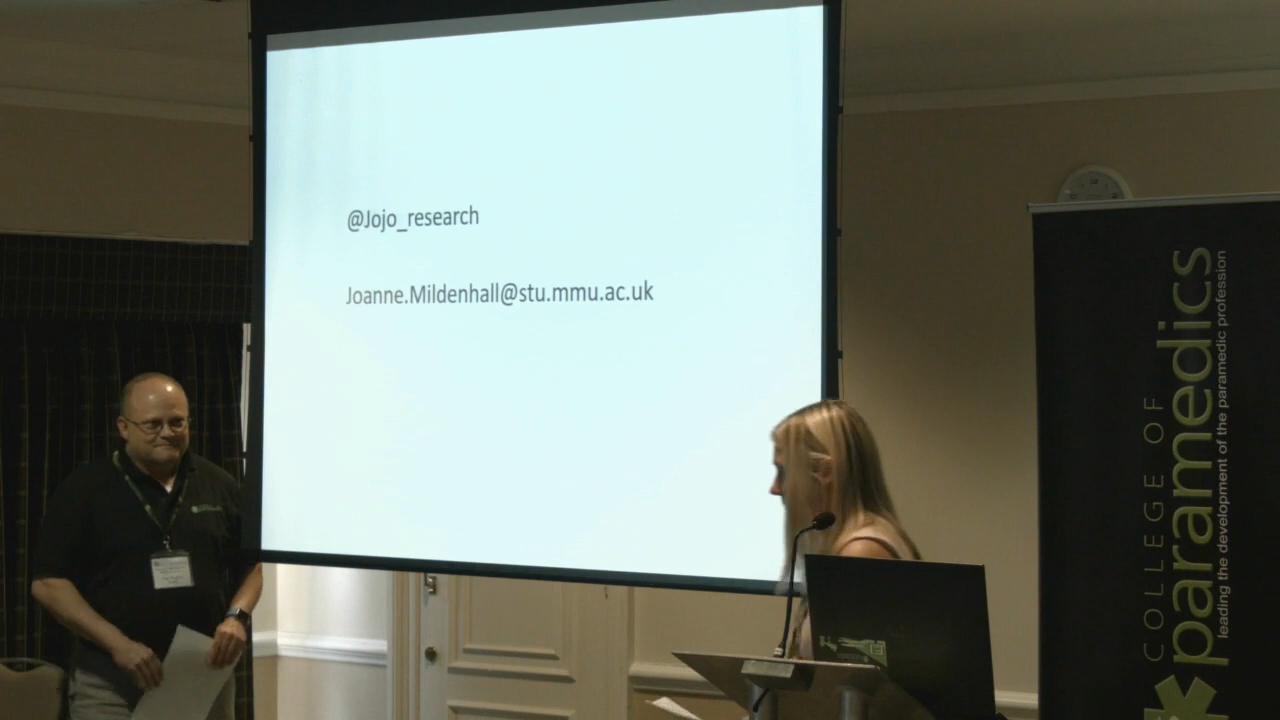 @Jojo_research
Joanne.Mildenhall@stu.mmu.ac.uk
COLLEGE OF
paramedics
leading the development of the paramedic profession